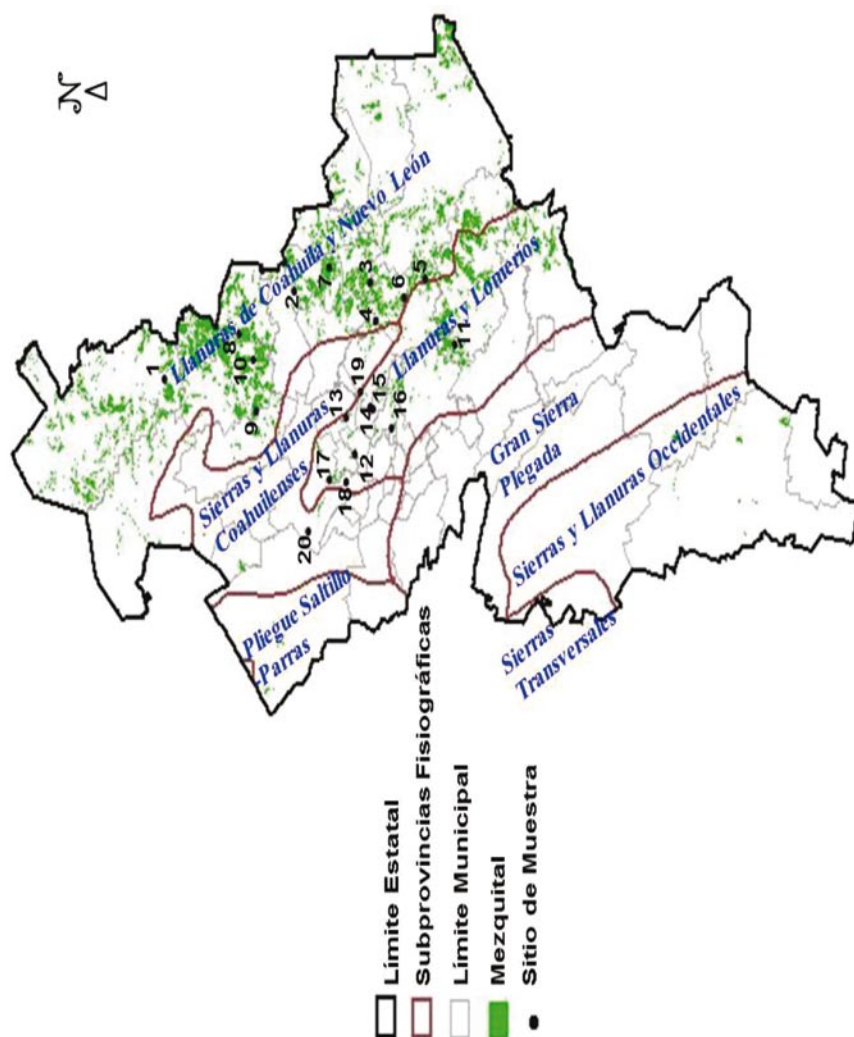 N
1
Llanuras de Coahuila y Nuevo León
8
10
9
2
7
3
4
6
5
Sierras y Llanuras
Coahuilenses
13
19
14
15
Llanuras y Lomeríos
16
11
17
18
12
20
Pliegue Saltillo
-Parras
Gran Sierra
Plegada
Sierras y Llanuras Occidentales
Sierras
Transversales
Límite Estatal
Subprovincias Fisiográficas
Límite Municipal
Mezquital
Sitio de Muestra